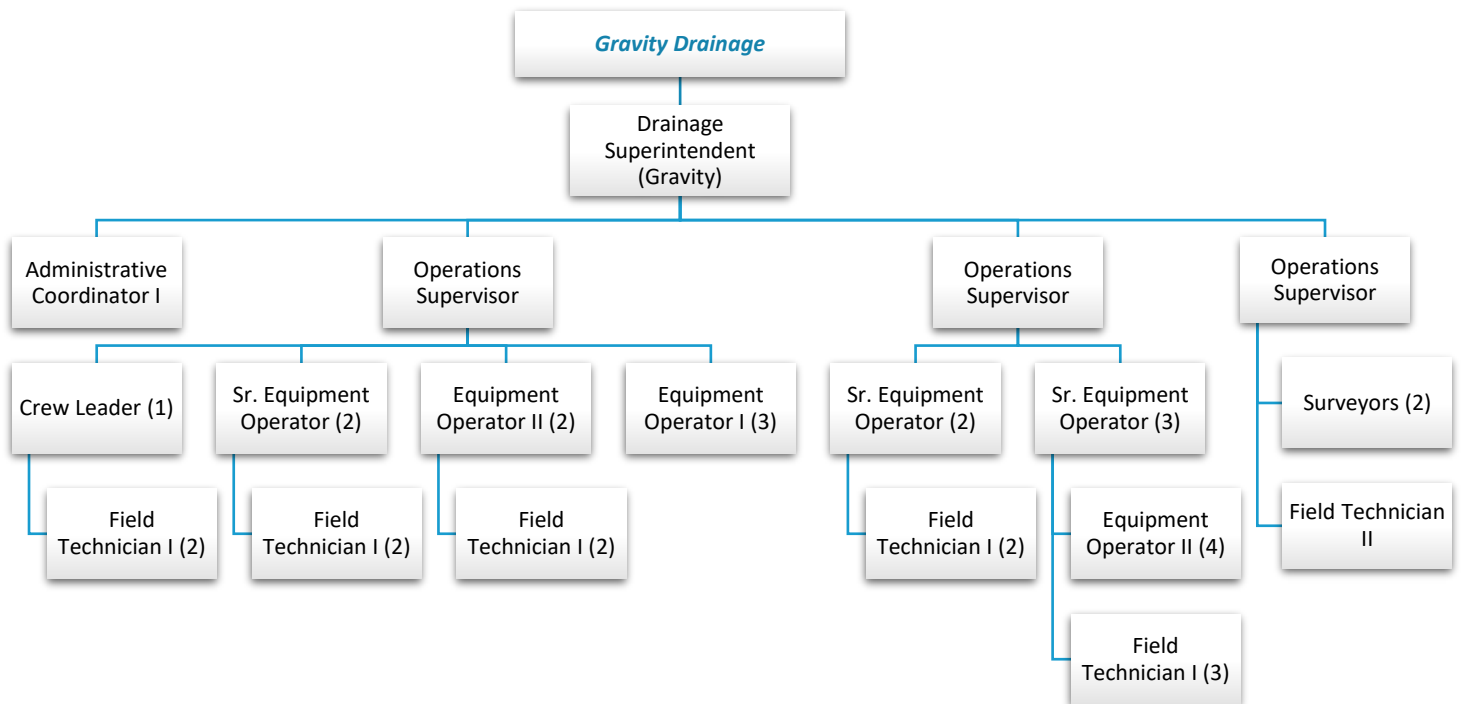 Gravity Drainage
Drainage
Superintendent
(Gravity)
Administrative
Coordinator I
Operations
Supervisor
Operations
Supervisor
Operations
Supervisor
Crew Leader (1)
Sr. Equipment
Operator (2)
Equipment
Operator II (2)
Equipment
Operator I (3)
Sr. Equipment
Operator (2)
Sr. Equipment
Operator (3)
Surveyors (2)
Field
Technician I (2)
Field
Technician I (2)
Field
Technician I (2)
Field
Technician I (2)
Equipment
Operator II (4)
Field Technician
II
Field
Technician I (3)